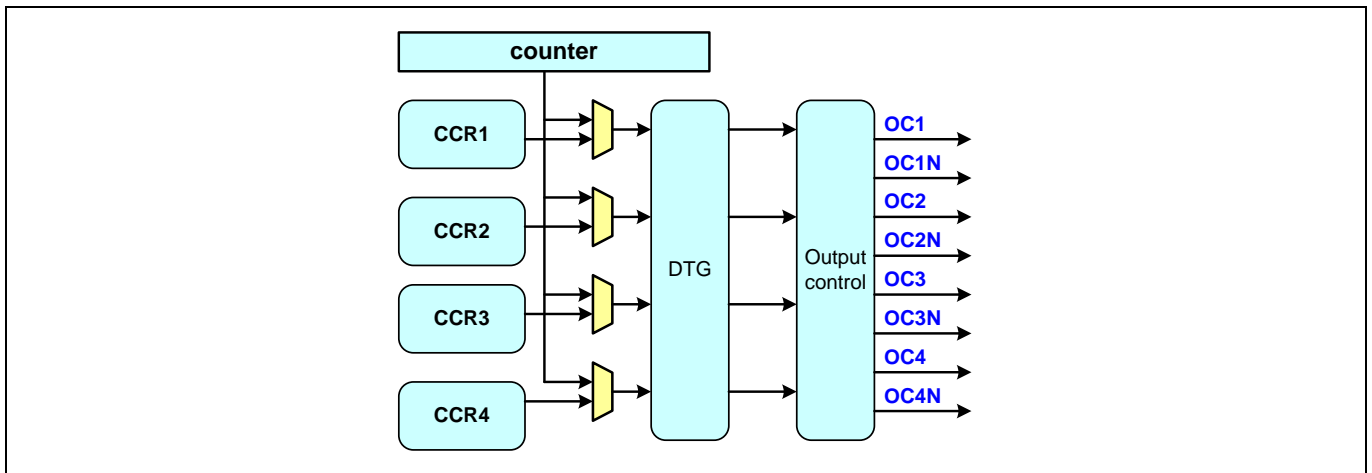 counter
CCR1
CCR2
CCR3
CCR4
DTG
Output
control
OC1
OC1N
OC2
OC2N
OC3
OC3N
OC4
OC4N